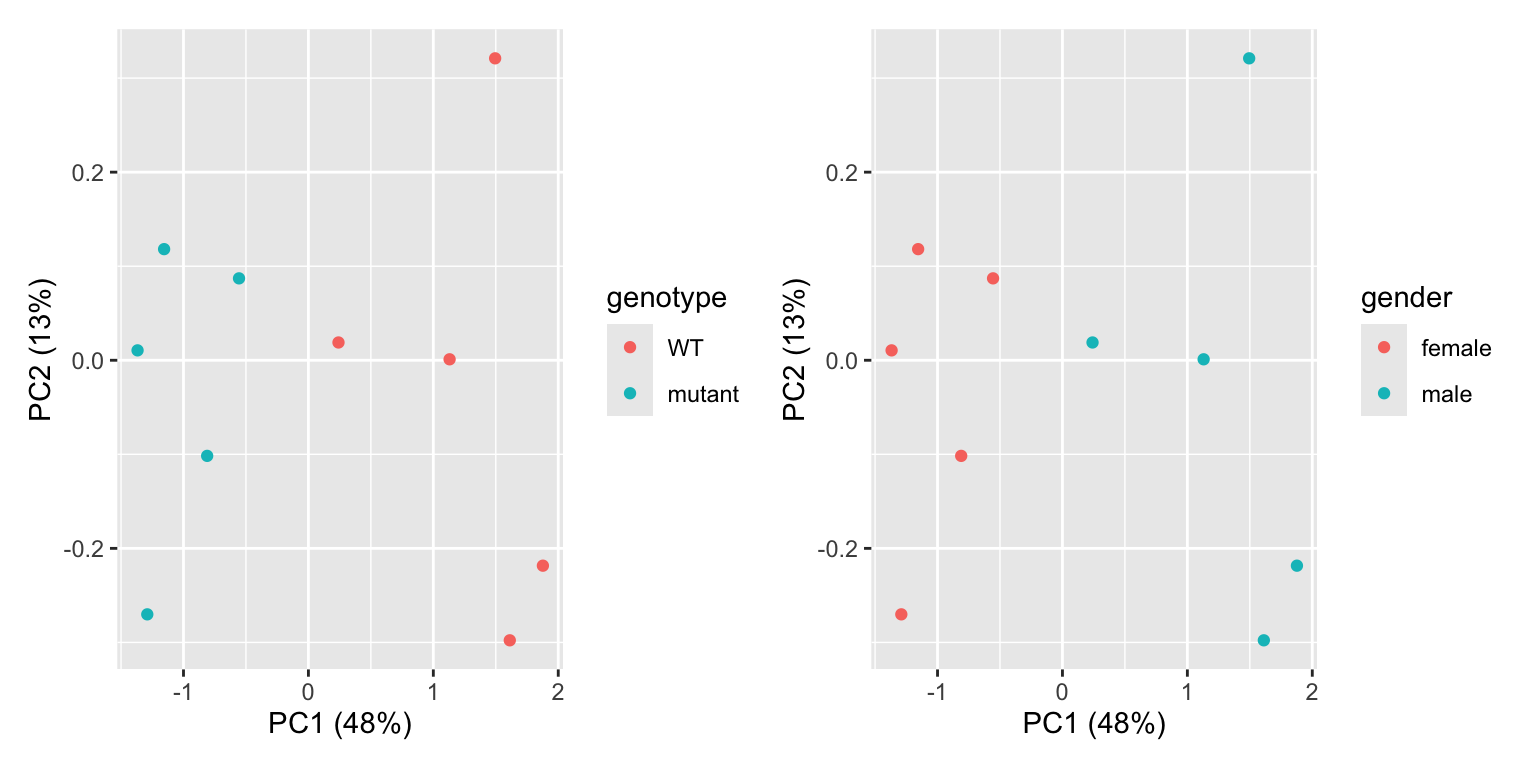 0.2
0.0
-0.2
-1
0
1
2
PC1 (48%)
PC2 (13%)
genotype
WT
mutant
0.2
0.0
-0.2
-1
0
1
2
PC1 (48%)
PC2 (13%)
gender
female
male